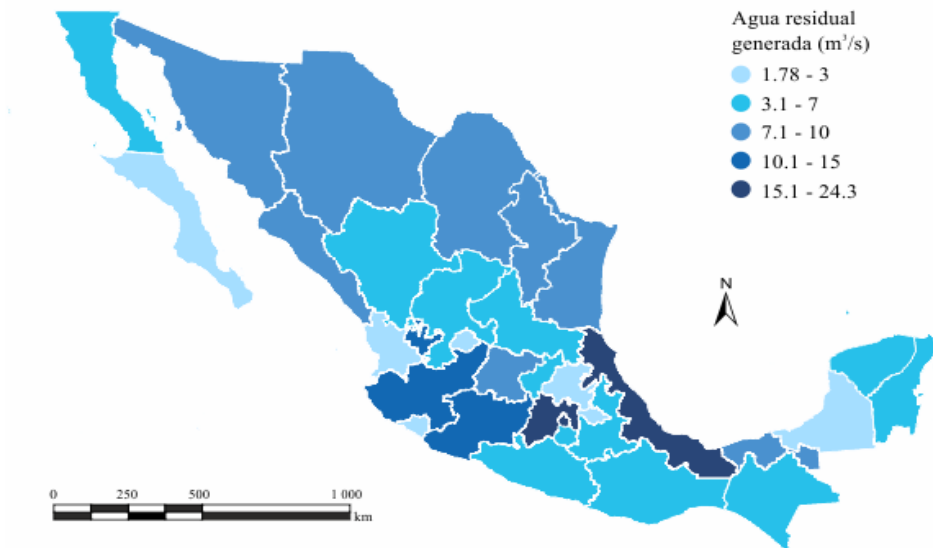 Agua residual
generada (m³/s)
1.78 - 3
3.1 - 7
7.1 - 10
10.1 - 15
15.1 - 24.3
N
0 250 500 1 000
km